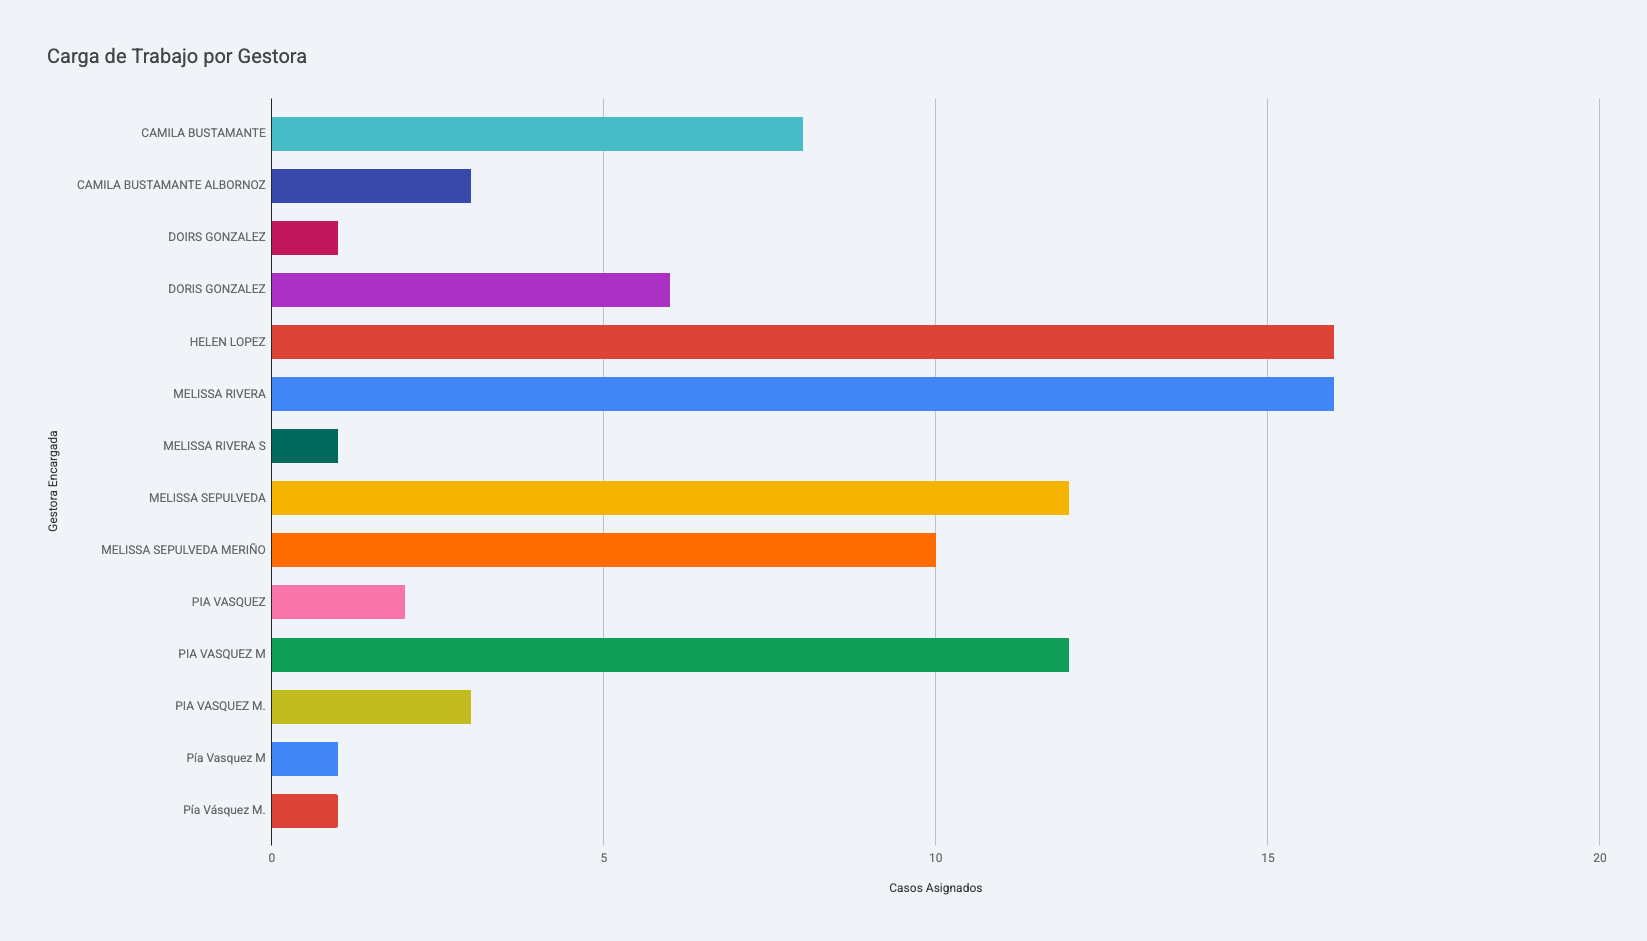 Carga de Trabajo por Gestora
CAMILA BUSTAMANTE
CAMILA BUSTAMANTE ALBORNOZ
DOIRS GONZALEZ
DORIS GONZALEZ
HELEN LOPEZ
MELISSA RIVERA
MELISSA RIVERA S
MELISSA SEPULVEDA
MELISSA SEPULVEDA MERIÑO
PIA VASQUEZ
PIA VASQUEZ M
PIA VASQUEZ M.
Pía Vasquez M
Pía Vásquez M.
Gestora Encargada
0 5 10 15 20
Casos Asignados